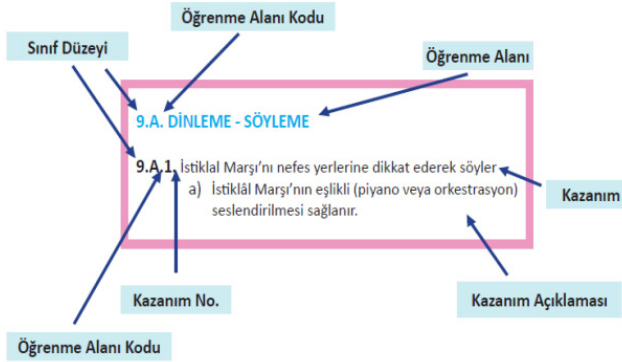 Öğrenme Alanı Kodu
Sınıf Düzeyi
Öğrenme Alanı
9.A. DİNLEME - SÖYLEME
9.A.1. İstiklal Marşı'nı nefes yerlerine dikkat ederek söyler
a) İstiklâl Marşı'nın eşlikli (piyano veya orkestrasyon)
seslendirilmesi sağlanır.
Kazanım
Kazanım No.
Kazanım Açıklaması
Öğrenme Alanı Kodu